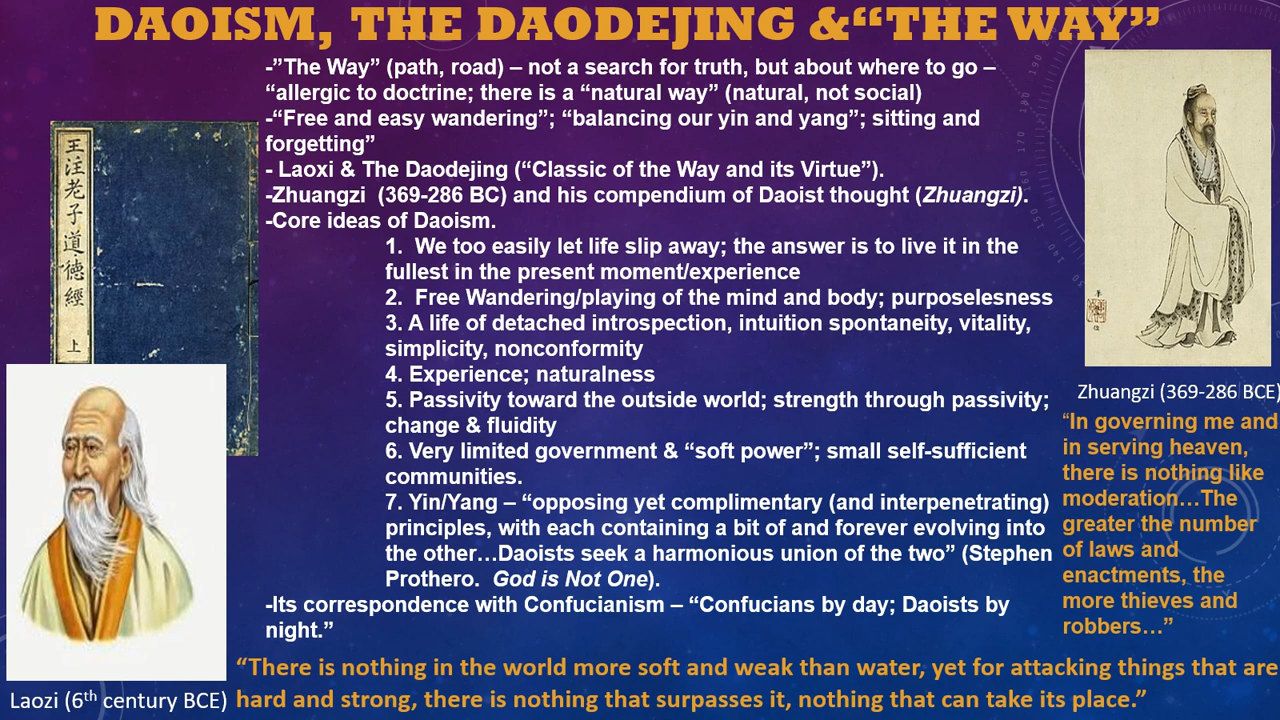 DAOISM, THE DAODEJING &“THE WAY”
-”The Way” (path, road) – not a search for truth, but about where to go –
“allergic to doctrine; there is a “natural way” (natural, not social)
-“Free and easy wandering”; “balancing our yin and yang”; sitting and
forgetting”
- Laoxi & The Daodejing (“Classic of the Way and its Virtue”).
-Zhuangzi (369-286 BC) and his compendium of Daoist thought (Zhuangzi).
-Core ideas of Daoism.
1. We too easily let life slip away; the answer is to live it in the
fullest in the present moment/experience
2. Free Wandering/playing of the mind and body; purposelesness
3. A life of detached introspection, intuition spontaneity, vitality,
simplicity, nonconformity
4. Experience; naturalness
5. Passivity toward the outside world; strength through passivity;
change & fluidity
6. Very limited government & “soft power”; small self-sufficient
communities.
7. Yin/Yang – “opposing yet complimentary (and interpenetrating)
principles, with each containing a bit of and forever evolving into
the other…Daoists seek a harmonious union of the two” (Stephen
Prothero. God is Not One).
-Its correspondence with Confucianism – “Confucians by day; Daoists by
night.”
王注老子道德經 上
Laozi (6th century BCE)
Zhuangzi (369-286 BCE)
“In governing me and
in serving heaven,
there is nothing like
moderation…The
greater the number
of laws and
enactments, the
more thieves and
robbers…”
“There is nothing in the world more soft and weak than water, yet for attacking things that are
hard and strong, there is nothing that surpasses it, nothing that can take its place.”